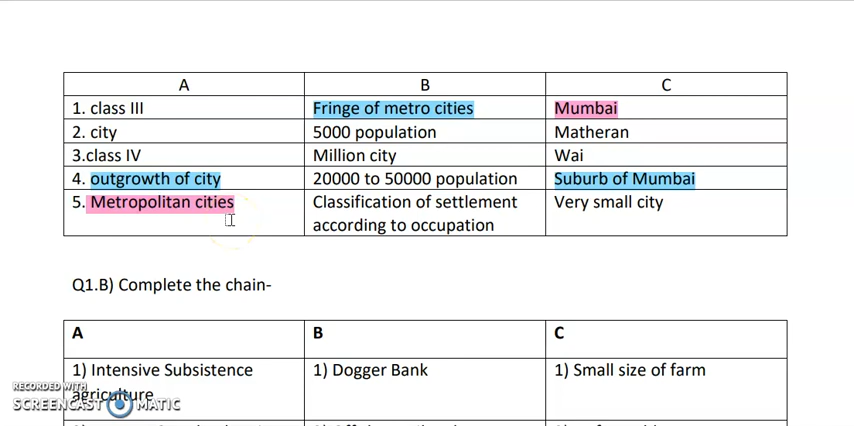 A B C
1. class III Fringe of metro cities Mumbai
2. city 5000 population Matheran
3.class IV Million city Wai
4. outgrowth of city 20000 to 50000 population Suburb of Mumbai
5. Metropolitan cities Classification of settlement Very small city
according to occupation
Q1.B) Complete the chain-
A B C
1) Intensive Subsistence 1) Dogger Bank 1) Small size of farm
agriculture
RECORDED WITH
SCREENCAST MATIC